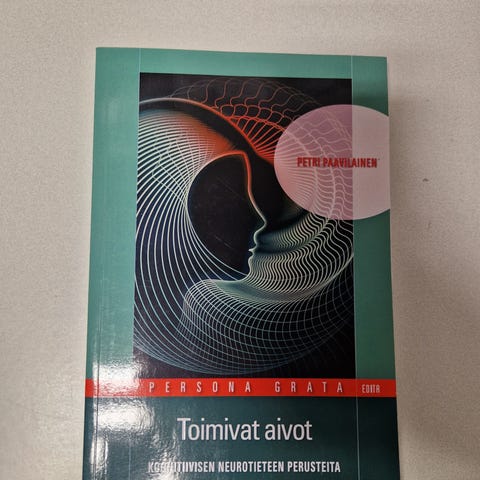 PETRI PAAVILAINEN
PERSONA GRATA EDITA
Toimivat aivot
KOGNITIIVISEN NEUROTIETEEN PERUSTEITA